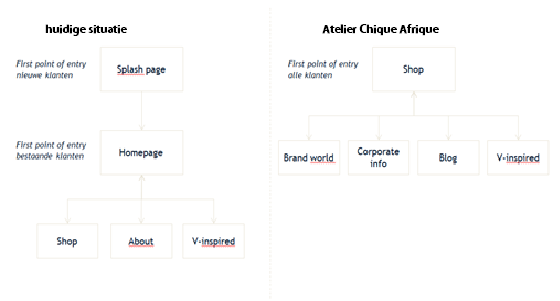 huidige situatie
First point of entry
nieuwe klanten
Splash page
First point of entry
bestaande klanten
Homepage
Shop
About
V-inspired
Atelier Chique Afrique
First point of entry
alle klanten
Shop
Brand world
Corporate
info
Blog
V-inspired